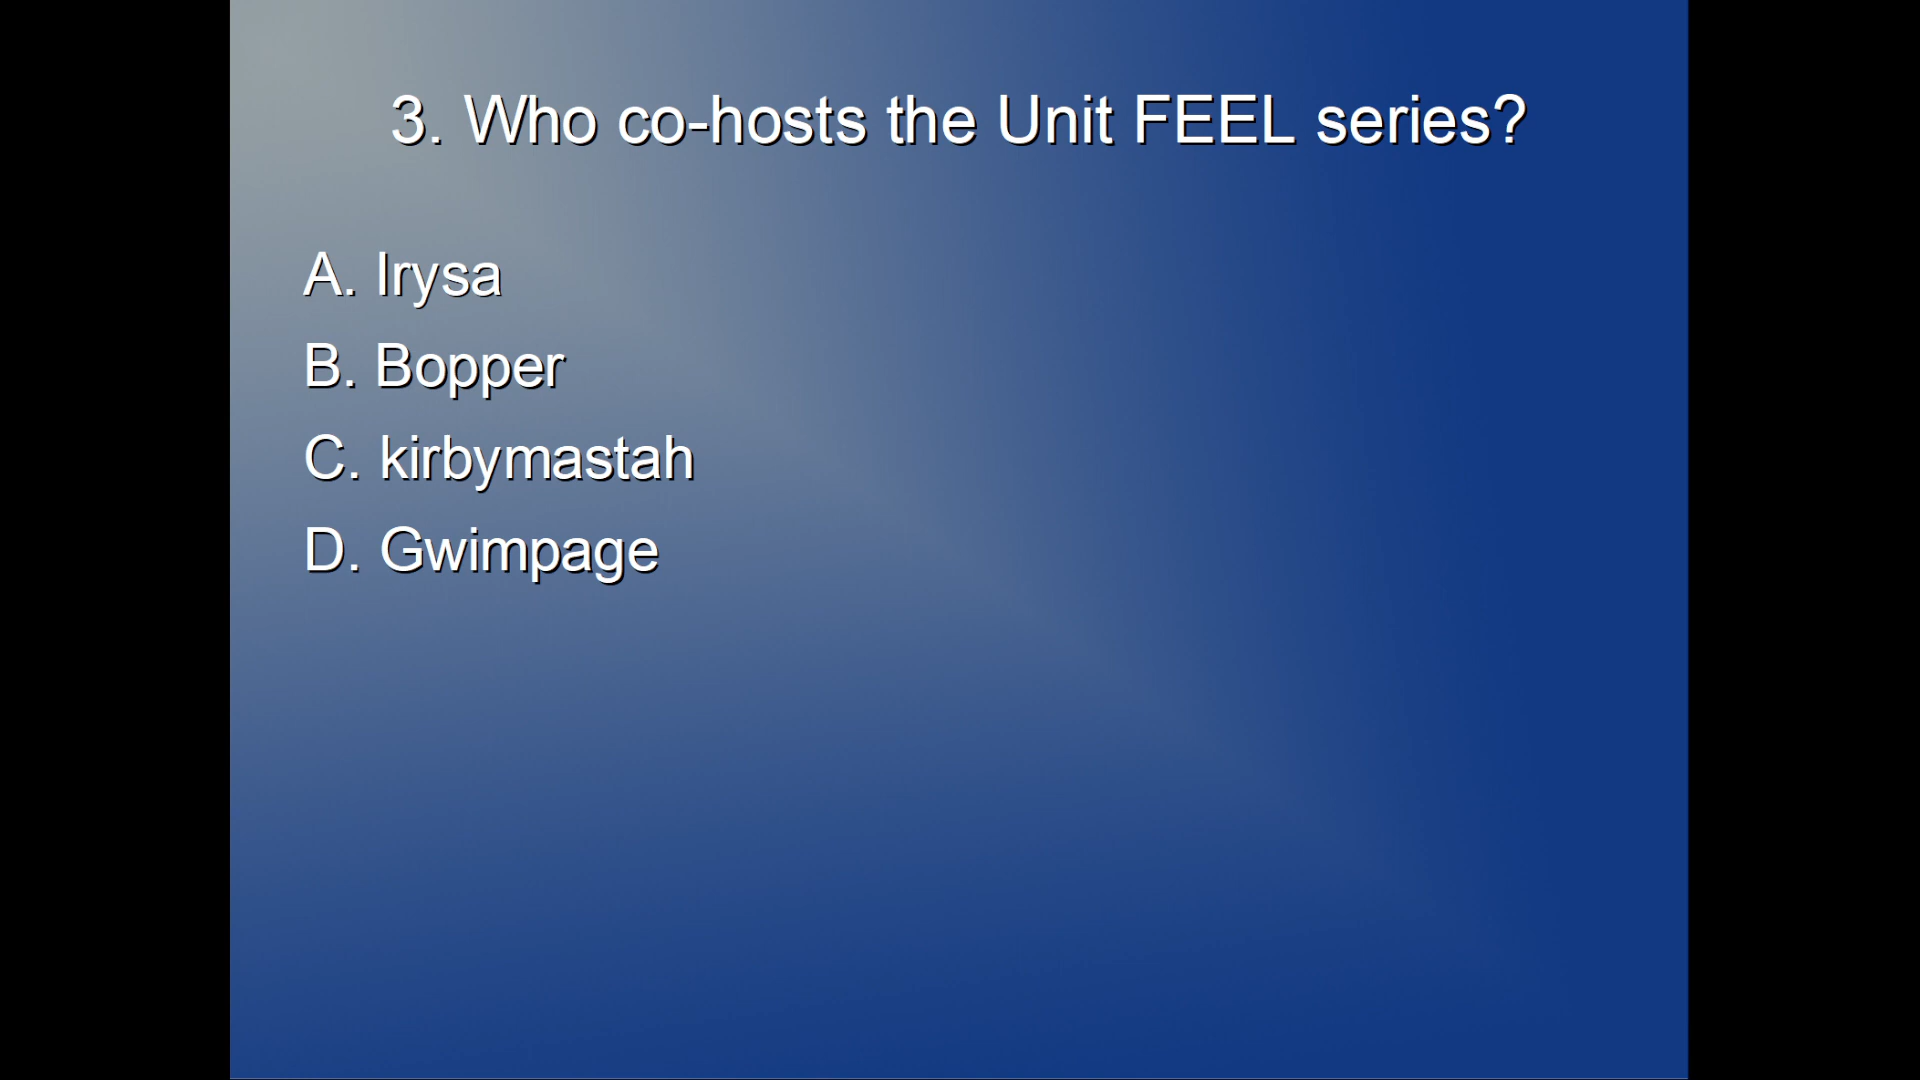 3. Who co-hosts the Unit FEEL series?
A. Irysa
B. Bopper
C. kirbymastah
D. Gwimpage